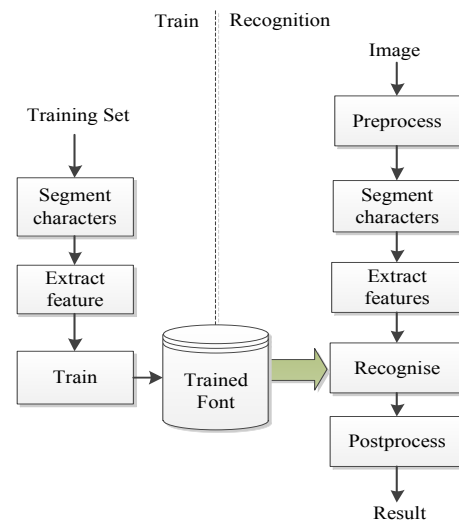 Train
Recognition
Training Set
Segment
characters
Extract
feature
Train
Trained
Font
Image
Preprocess
Segment
characters
Extract
features
Recognise
Postprocess
Result